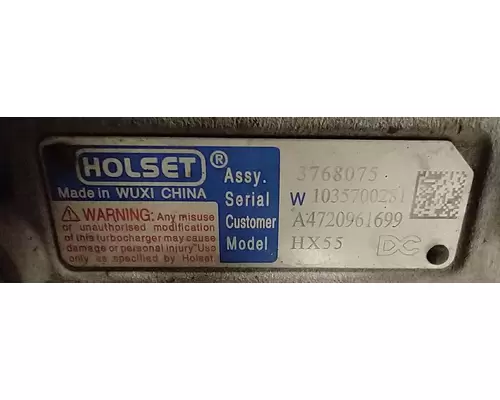 HOLSET ®
Made in WUXI CHINA
WARNING: Any misuse
or unauthorised modification
of this turbocharger may cause
damage or personal injury. Use
only as specified by Holset.
Assy. 3768075
Serial W 1035700281
Customer A4720961699
Model HX55 DC